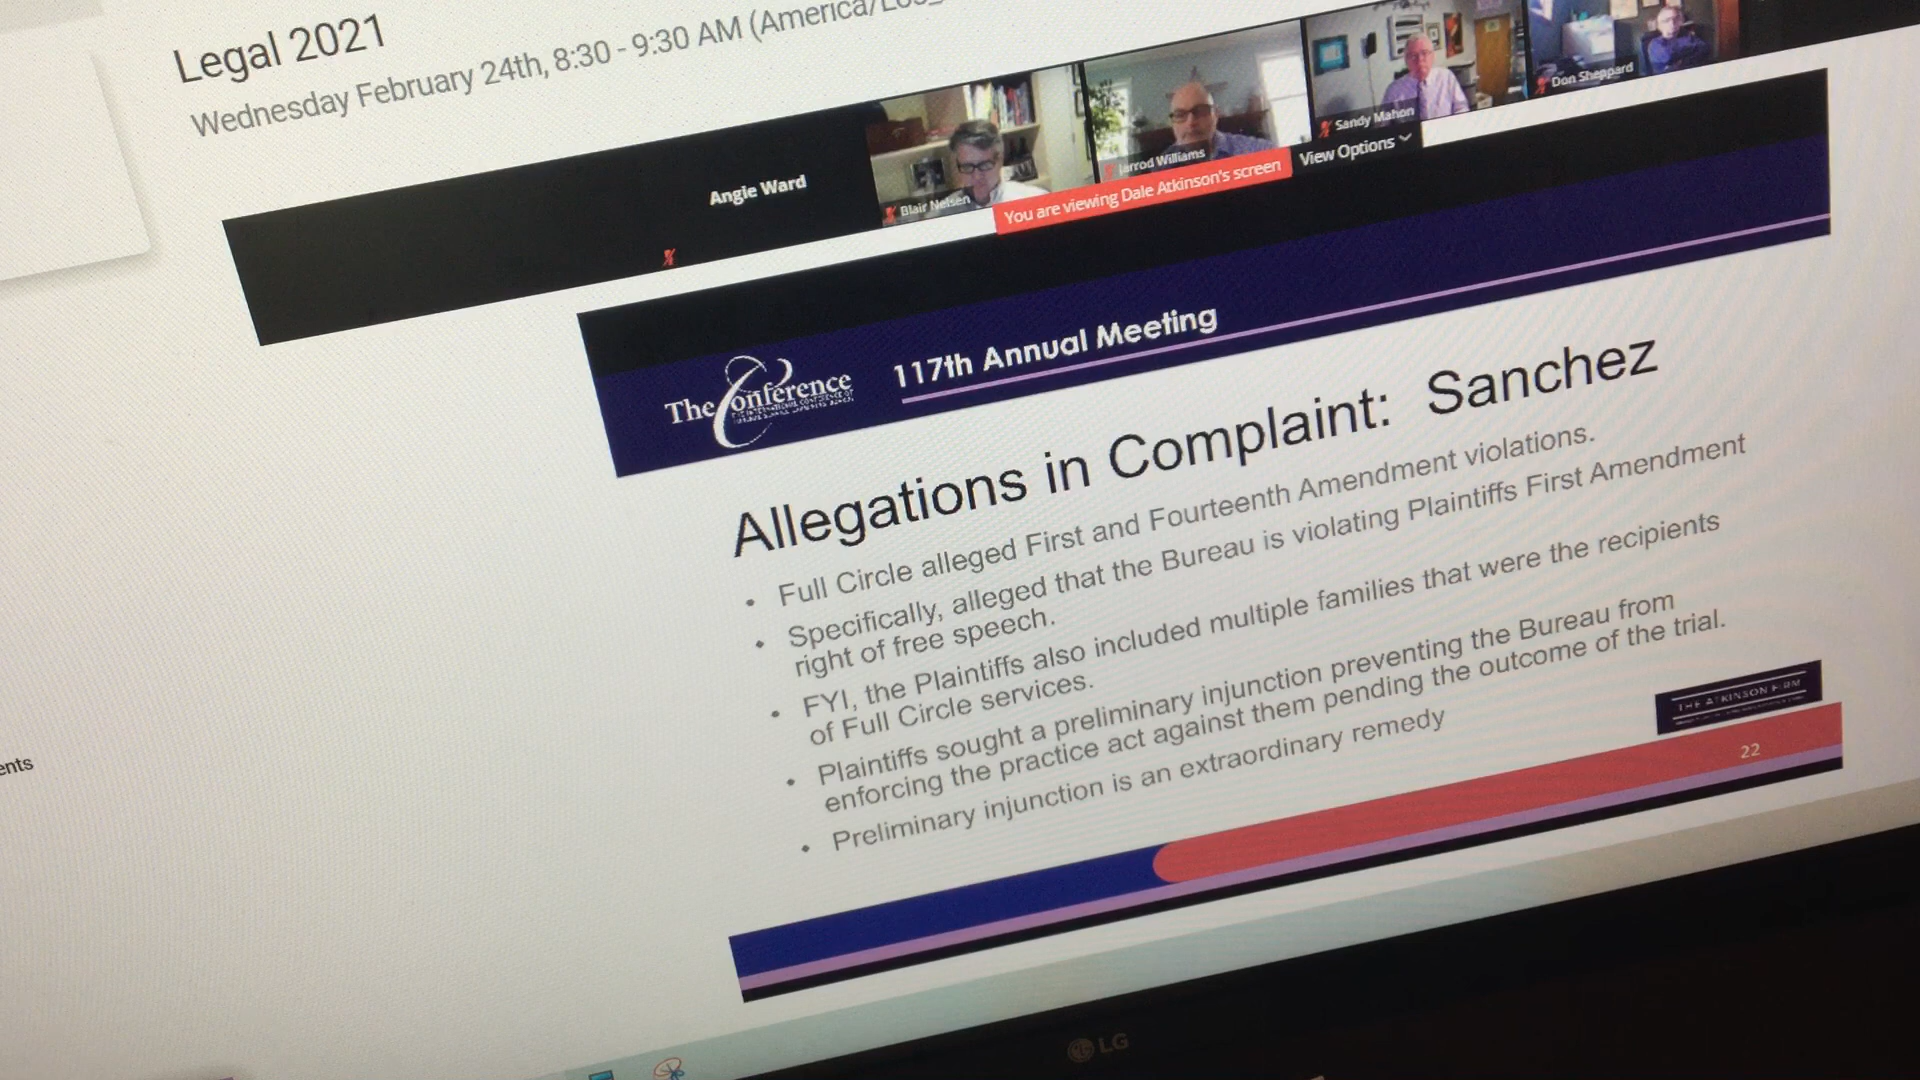 Legal 2021
Wednesday February 24th, 8:30 - 9:30 AM (America/Los_
Angie Ward
Blair Nelsen
Jarrod Williams
Sandy Mahon
Don Sheppard
You are viewing Dale Atkinson's screen
View Options
The Conference
117th Annual Meeting
Allegations in Complaint: Sanchez
• Full Circle alleged First and Fourteenth Amendment violations.
• Specifically, alleged that the Bureau is violating Plaintiffs First Amendment
right of free speech.
• FYI, the Plaintiffs also included multiple families that were the recipients
of Full Circle services.
• Plaintiffs sought a preliminary injunction preventing the Bureau from
enforcing the practice act against them pending the outcome of the trial.
• Preliminary injunction is an extraordinary remedy
THE ATKINSON FIRM
22
ents
LG